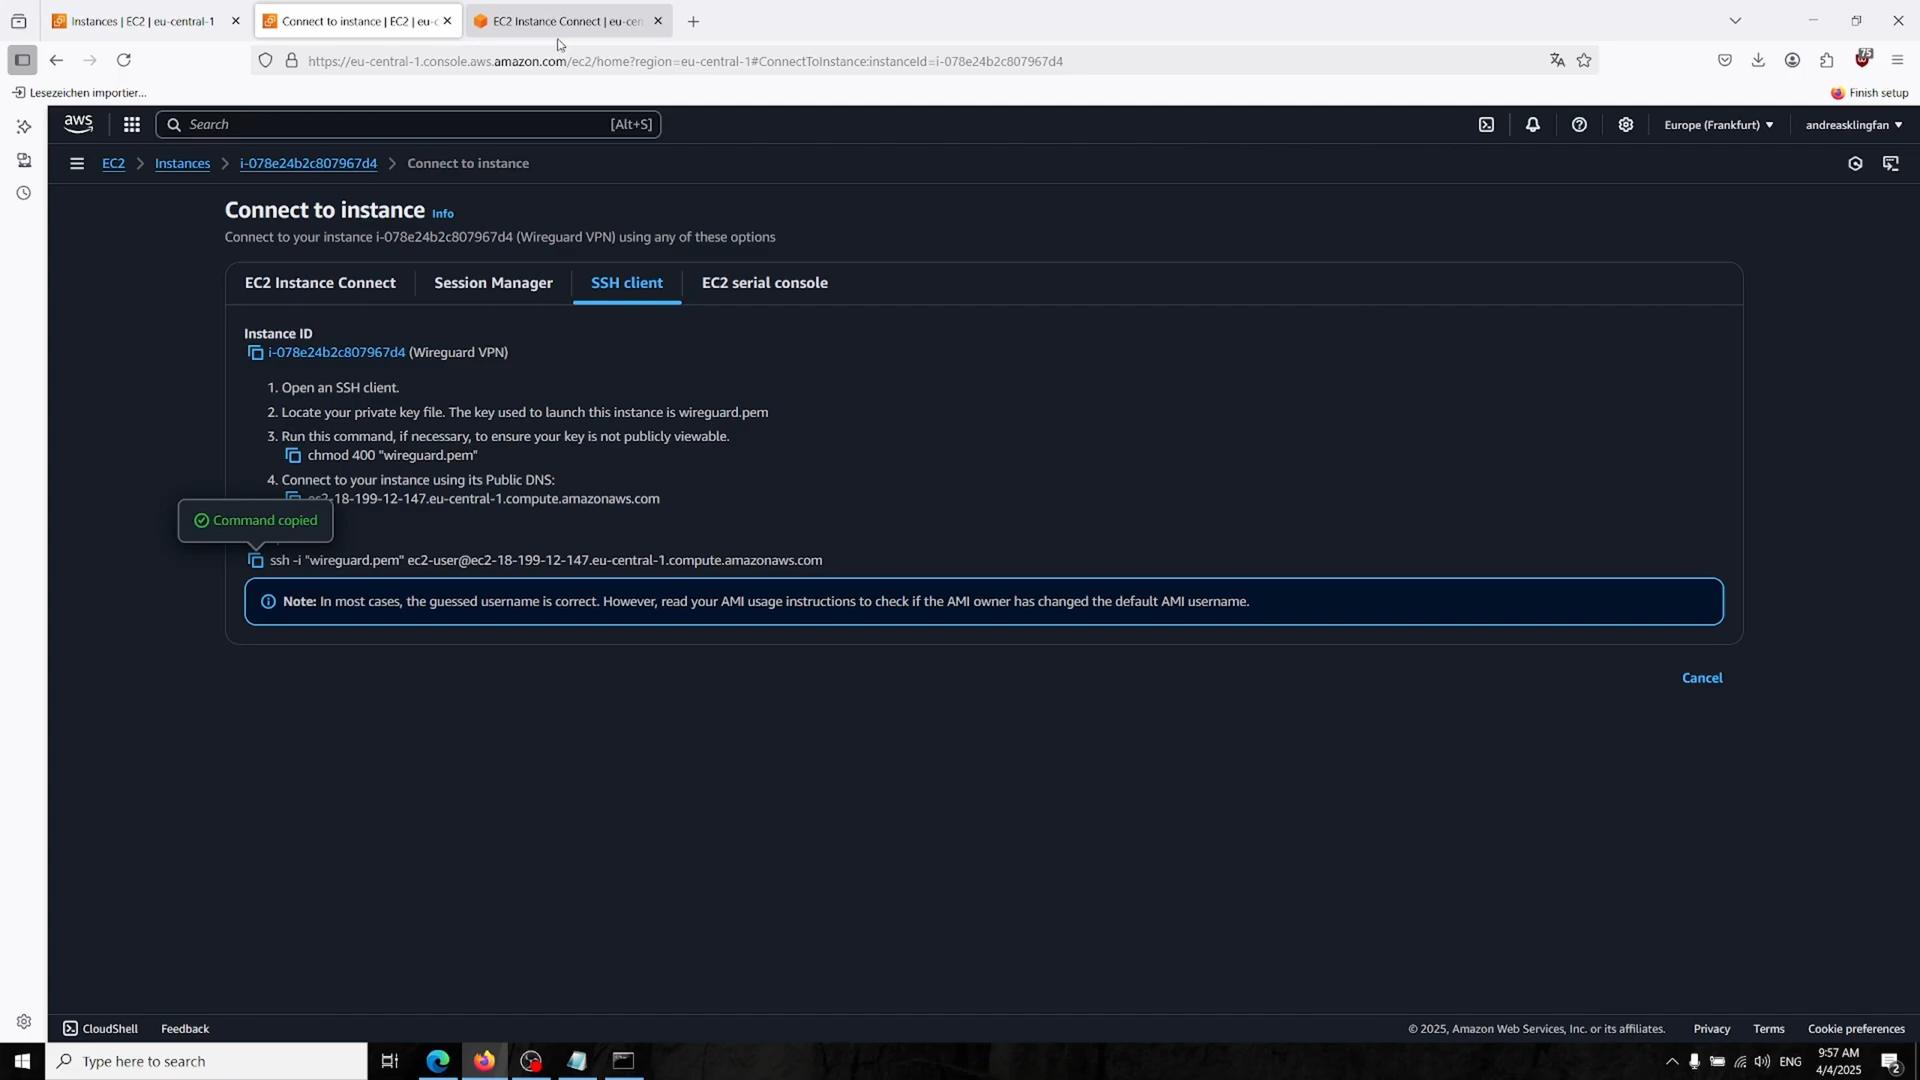 Instances | EC2 | eu-central-1
Connect to instance | EC2 | eu-c
EC2 Instance Connect | eu-cen
https://eu-central-1.console.aws.amazon.com/ec2/home?region=eu-central-1#ConnectToInstance:instanceId=i-078e24b2c807967d4
75
Lesezeichen importier...
Finish setup
aws
Search
[Alt+S]
Europe (Frankfurt)
andreasklingfan
EC2
Instances
i-078e24b2c807967d4
Connect to instance
Connect to instance Info
Connect to your instance i-078e24b2c807967d4 (Wireguard VPN) using any of these options
EC2 Instance Connect
Session Manager
SSH client
EC2 serial console
Instance ID
i-078e24b2c807967d4 (Wireguard VPN)
1. Open an SSH client.
2. Locate your private key file. The key used to launch this instance is wireguard.pem
3. Run this command, if necessary, to ensure your key is not publicly viewable.
chmod 400 "wireguard.pem"
4. Connect to your instance using its Public DNS:
ec2-18-199-12-147.eu-central-1.compute.amazonaws.com
Command copied
ssh -i "wireguard.pem" ec2-user@ec2-18-199-12-147.eu-central-1.compute.amazonaws.com
Note: In most cases, the guessed username is correct. However, read your AMI usage instructions to check if the AMI owner has changed the default AMI username.
Cancel
CloudShell
Feedback
© 2025, Amazon Web Services, Inc. or its affiliates.
Privacy
Terms
Cookie preferences
Type here to search
ENG
9:57 AM
4/4/2025
2